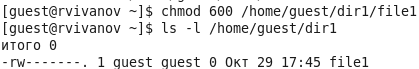 [guest@rvivanov ~]$ chmod 600 /home/guest/dir1/file1
[guest@rvivanov ~]$ ls -l /home/guest/dir1
итого 0
-rw-------. 1 guest guest 0 Окт 29 17:45 file1